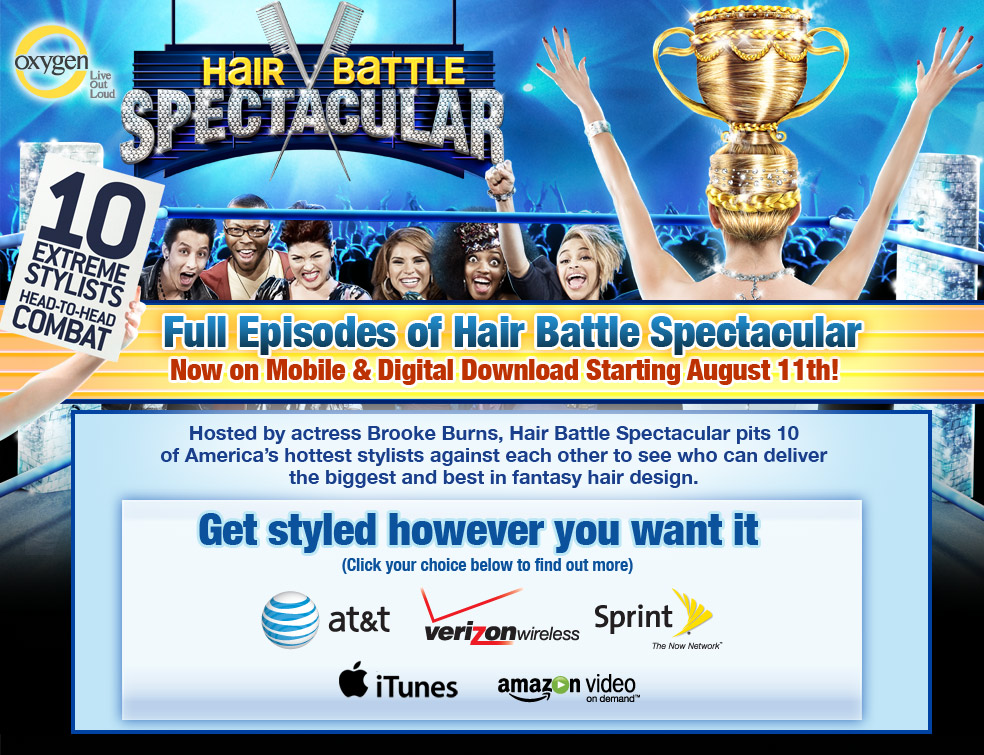 oxygen
Live
Out
Loud
HAIR BATTLE
SPECTACULAR
10
EXTREME
STYLISTS
HEAD-TO-HEAD
COMBAT
Full Episodes of Hair Battle Spectacular
Now on Mobile & Digital Download Starting August 11th!
Hosted by actress Brooke Burns, Hair Battle Spectacular pits 10
of America's hottest stylists against each other to see who can deliver
the biggest and best in fantasy hair design.
Get styled however you want it
(Click your choice below to find out more)
at&t
verizonwireless
Sprint
The Now Network™
iTunes
amazon video
on demand™